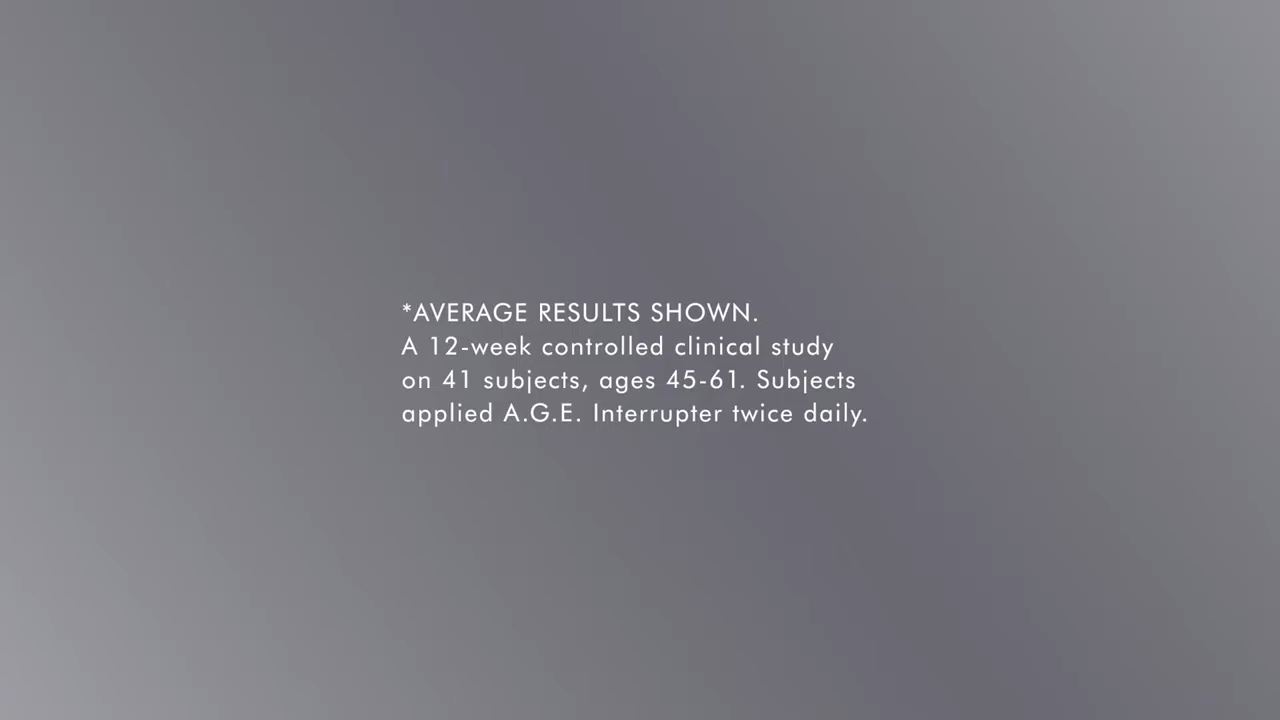 *AVERAGE RESULTS SHOWN.
A 12-week controlled clinical study
on 41 subjects, ages 45-61. Subjects
applied A.G.E. Interrupter twice daily.